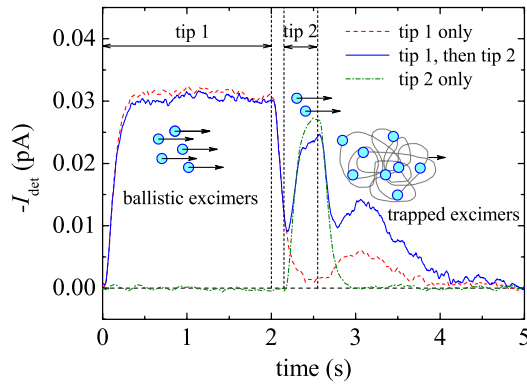 tip 1
tip 2
tip 1 only
tip 1, then tip 2
tip 2 only
0.04
0.03
0.02
0.01
0.00
-I_det (pA)
ballistic excimers
trapped excimers
0 1 2 3 4 5
time (s)